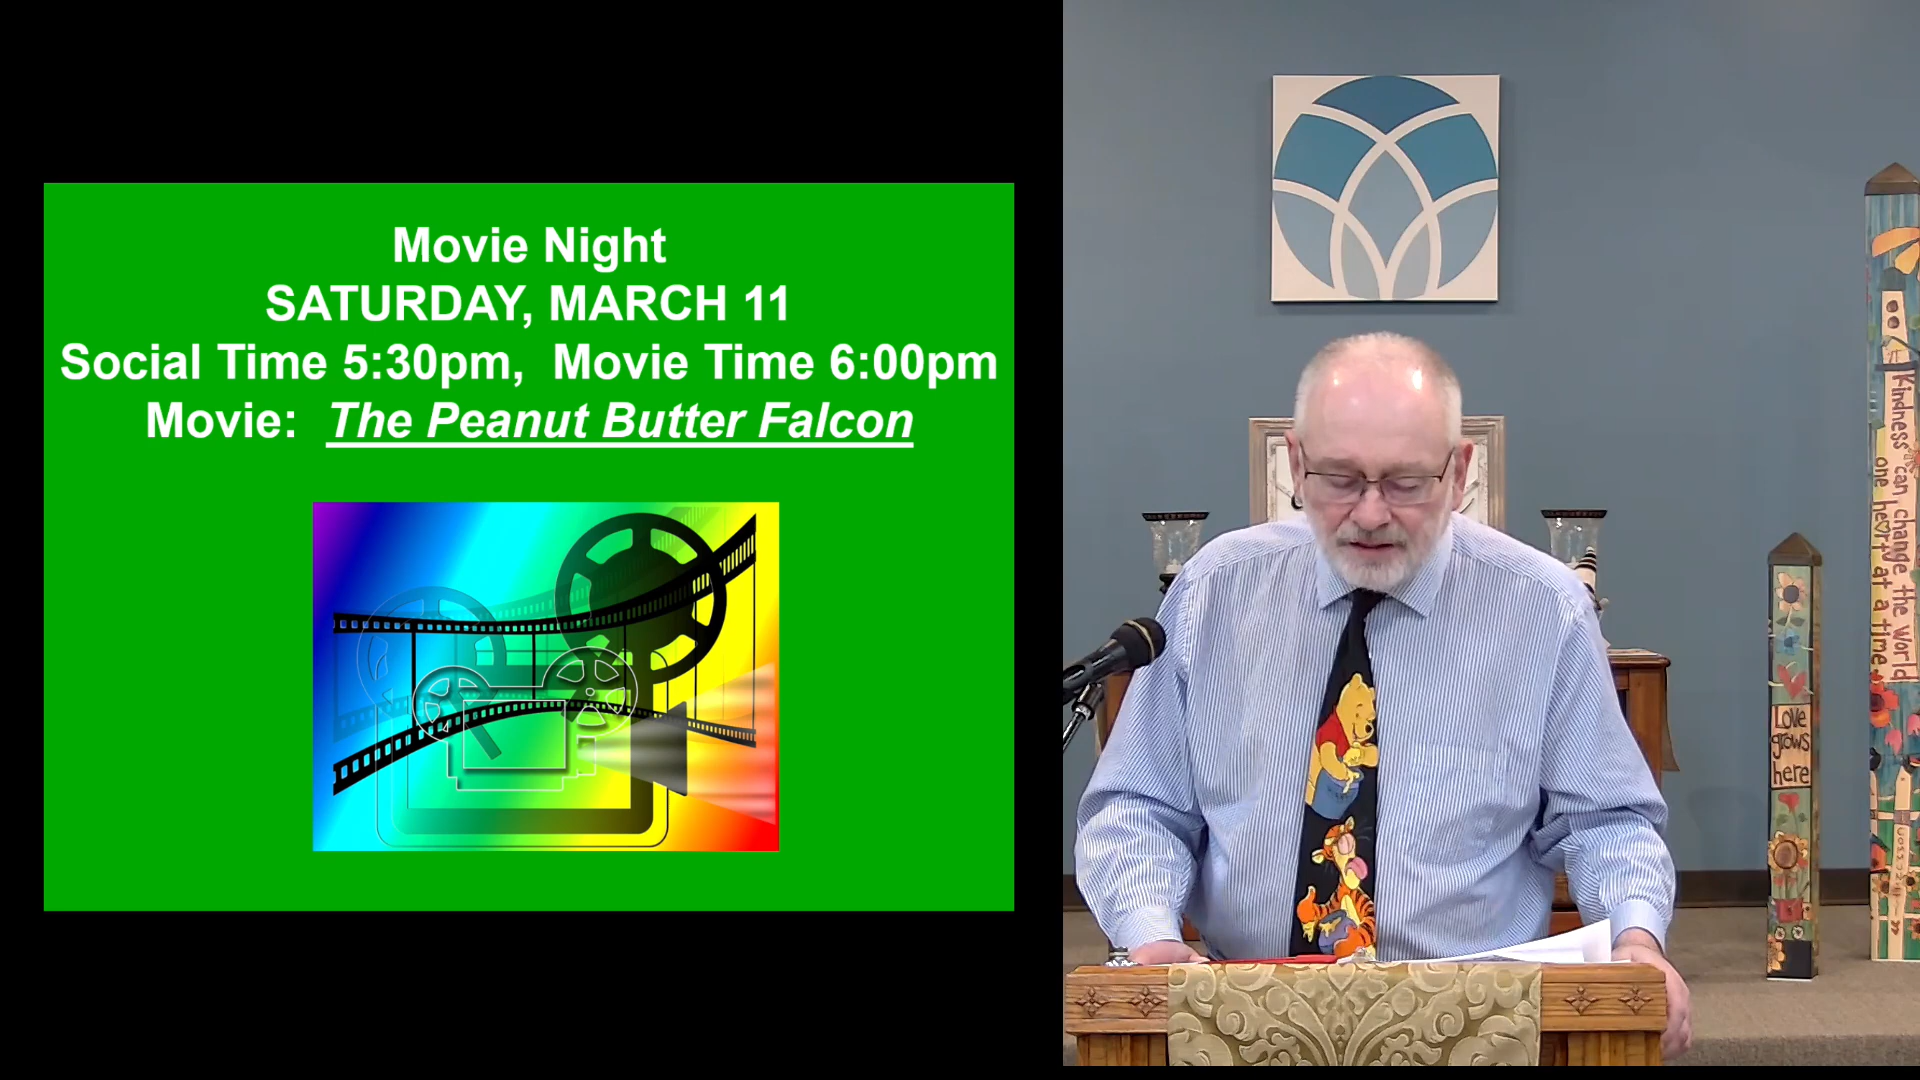 Movie Night
SATURDAY, MARCH 11
Social Time 5:30pm, Movie Time 6:00pm
Movie: The Peanut Butter Falcon
Kindness can change the world
one heart at a time.
Love
grows
here